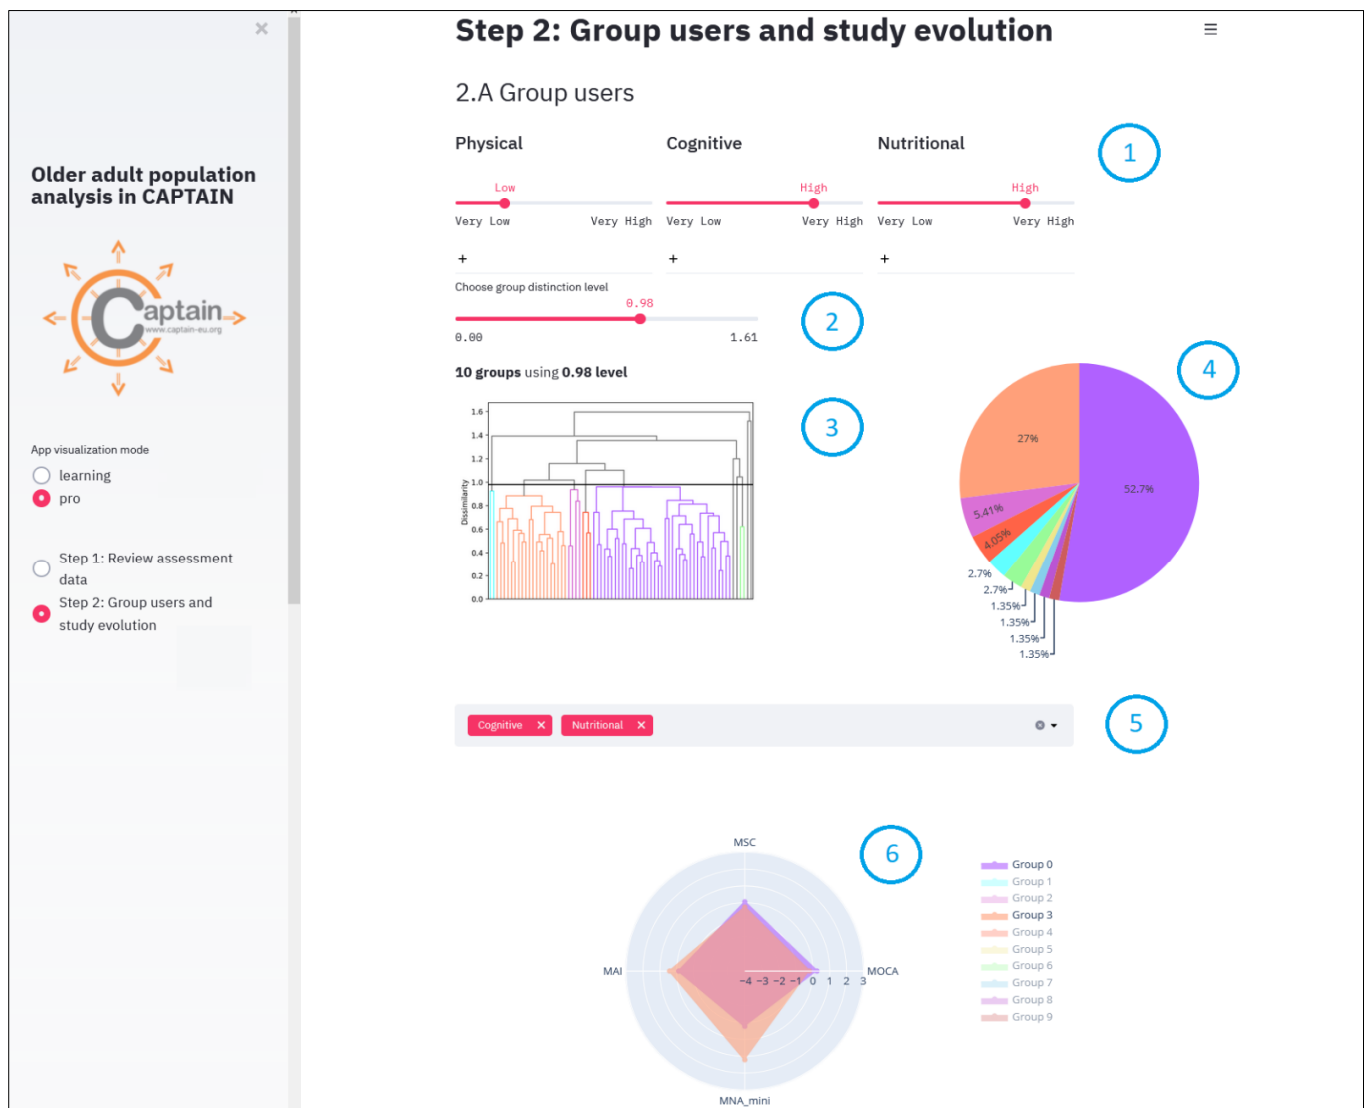 ×
Older adult population
analysis in CAPTAIN
Captain
www.captain-eu.org
App visualization mode
learning
pro
Step 1: Review assessment
data
Step 2: Group users and
study evolution
Step 2: Group users and study evolution
2.A Group users
Physical Cognitive Nutritional
1
Low High High
Very Low Very High Very Low Very High Very Low Very High
+ + +
Choose group distinction level
0.98
2
0.00 1.61
10 groups using 0.98 level
3
Dissimilarity
1.6
1.4
1.2
1.0
0.8
0.6
0.4
0.2
0.0
4
27%
52.7%
5.41%
4.05%
2.7%
2.7%
1.35%
1.35%
1.35%
1.35%
Cognitive × Nutritional ×
5
6
MSC
MAI
MOCA
−4 −3 −2 −1 0 1 2 3
MNA_mini
Group 0
Group 1
Group 2
Group 3
Group 4
Group 5
Group 6
Group 7
Group 8
Group 9